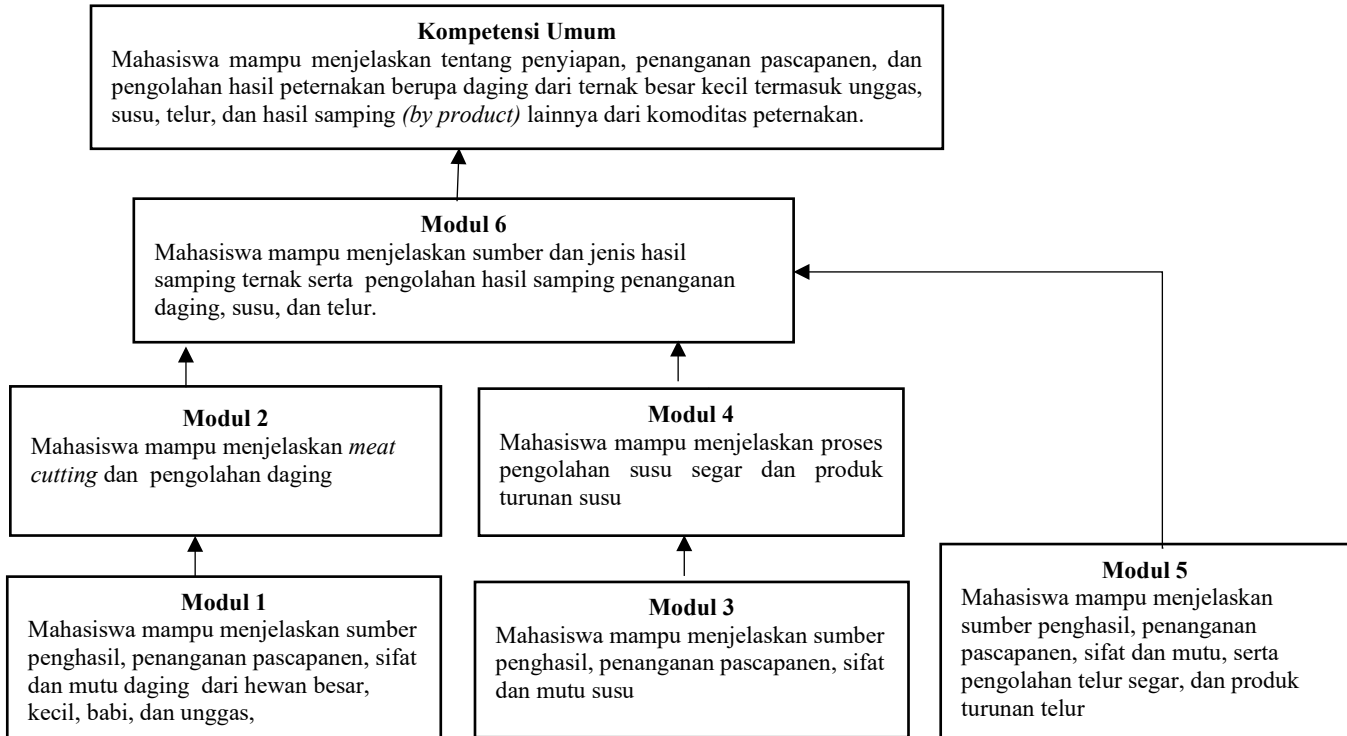 Kompetensi Umum
Mahasiswa mampu menjelaskan tentang penyiapan, penanganan pascapanen, dan
pengolahan hasil peternakan berupa daging dari ternak besar kecil termasuk unggas,
susu, telur, dan hasil samping (by product) lainnya dari komoditas peternakan.
Modul 6
Mahasiswa mampu menjelaskan sumber dan jenis hasil
samping ternak serta pengolahan hasil samping penanganan
daging, susu, dan telur.
Modul 2
Mahasiswa mampu menjelaskan meat
cutting dan pengolahan daging
Modul 4
Mahasiswa mampu menjelaskan proses
pengolahan susu segar dan produk
turunan susu
Modul 1
Mahasiswa mampu menjelaskan sumber
penghasil, penanganan pascapanen, sifat
dan mutu daging dari hewan besar,
kecil, babi, dan unggas,
Modul 3
Mahasiswa mampu menjelaskan sumber
penghasil, penanganan pascapanen, sifat
dan mutu susu
Modul 5
Mahasiswa mampu menjelaskan
sumber penghasil, penanganan
pascapanen, sifat dan mutu, serta
pengolahan telur segar, dan produk
turunan telur